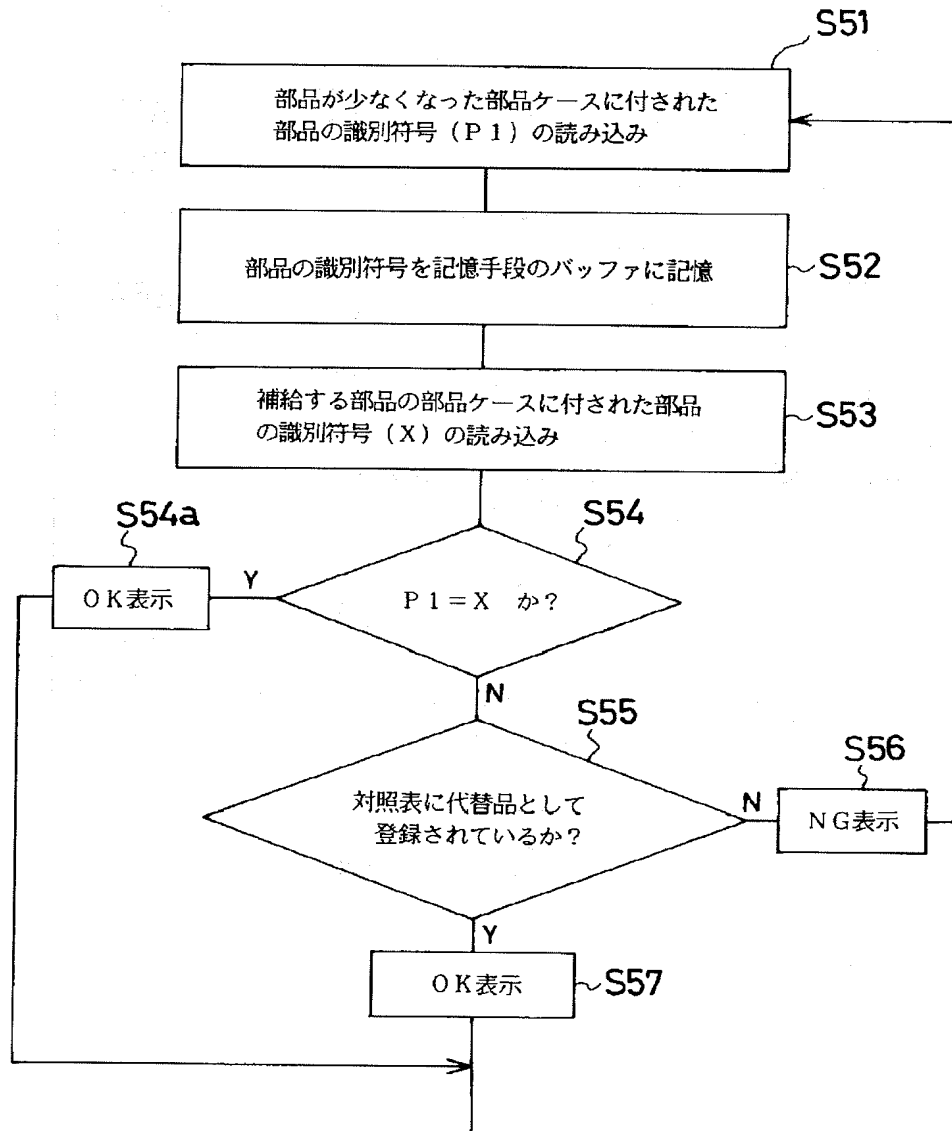 S51
部品が少なくなった部品ケースに付された
部品の識別符号（P1）の読み込み
部品の識別符号を記憶手段のバッファに記憶
S52
補給する部品の部品ケースに付された部品
の識別符号（X）の読み込み
S53
S54a
S54
OK表示
Y
P1＝X か？
N
S55
S56
対照表に代替品として
登録されているか？
N
NG表示
Y
OK表示
S57